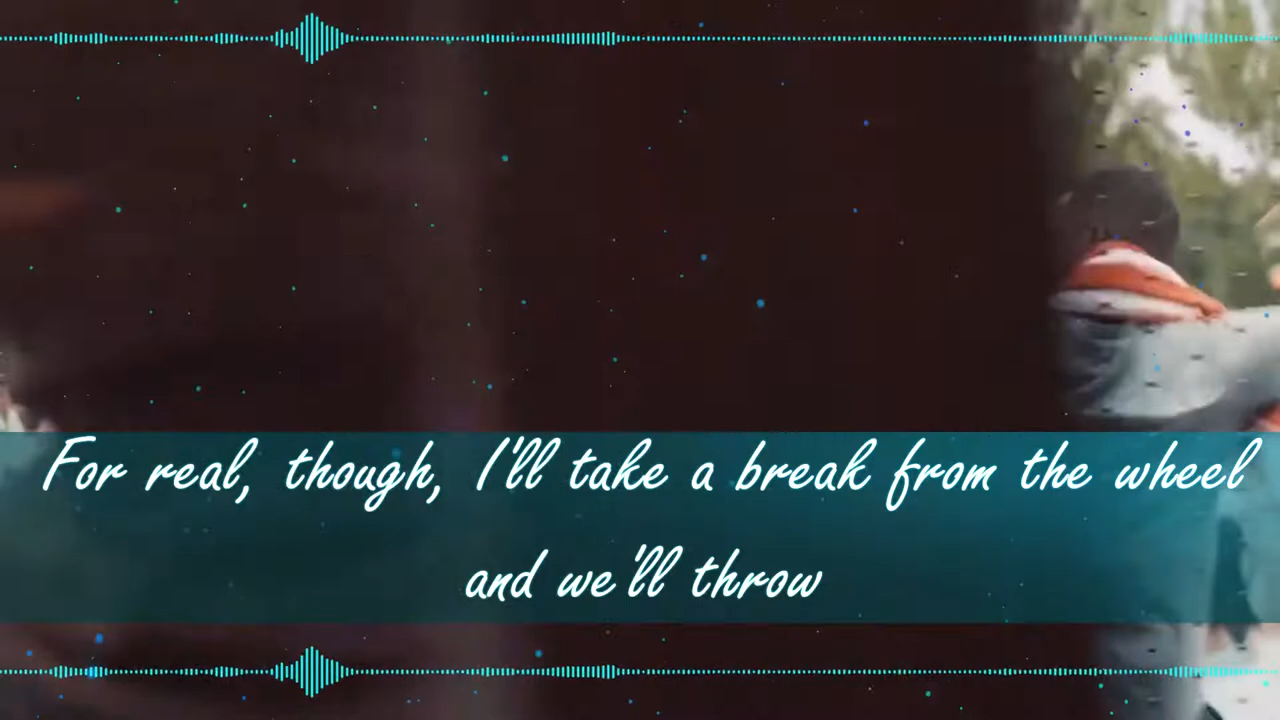 For real, though, I'll take a break from the wheel
and we'll throw